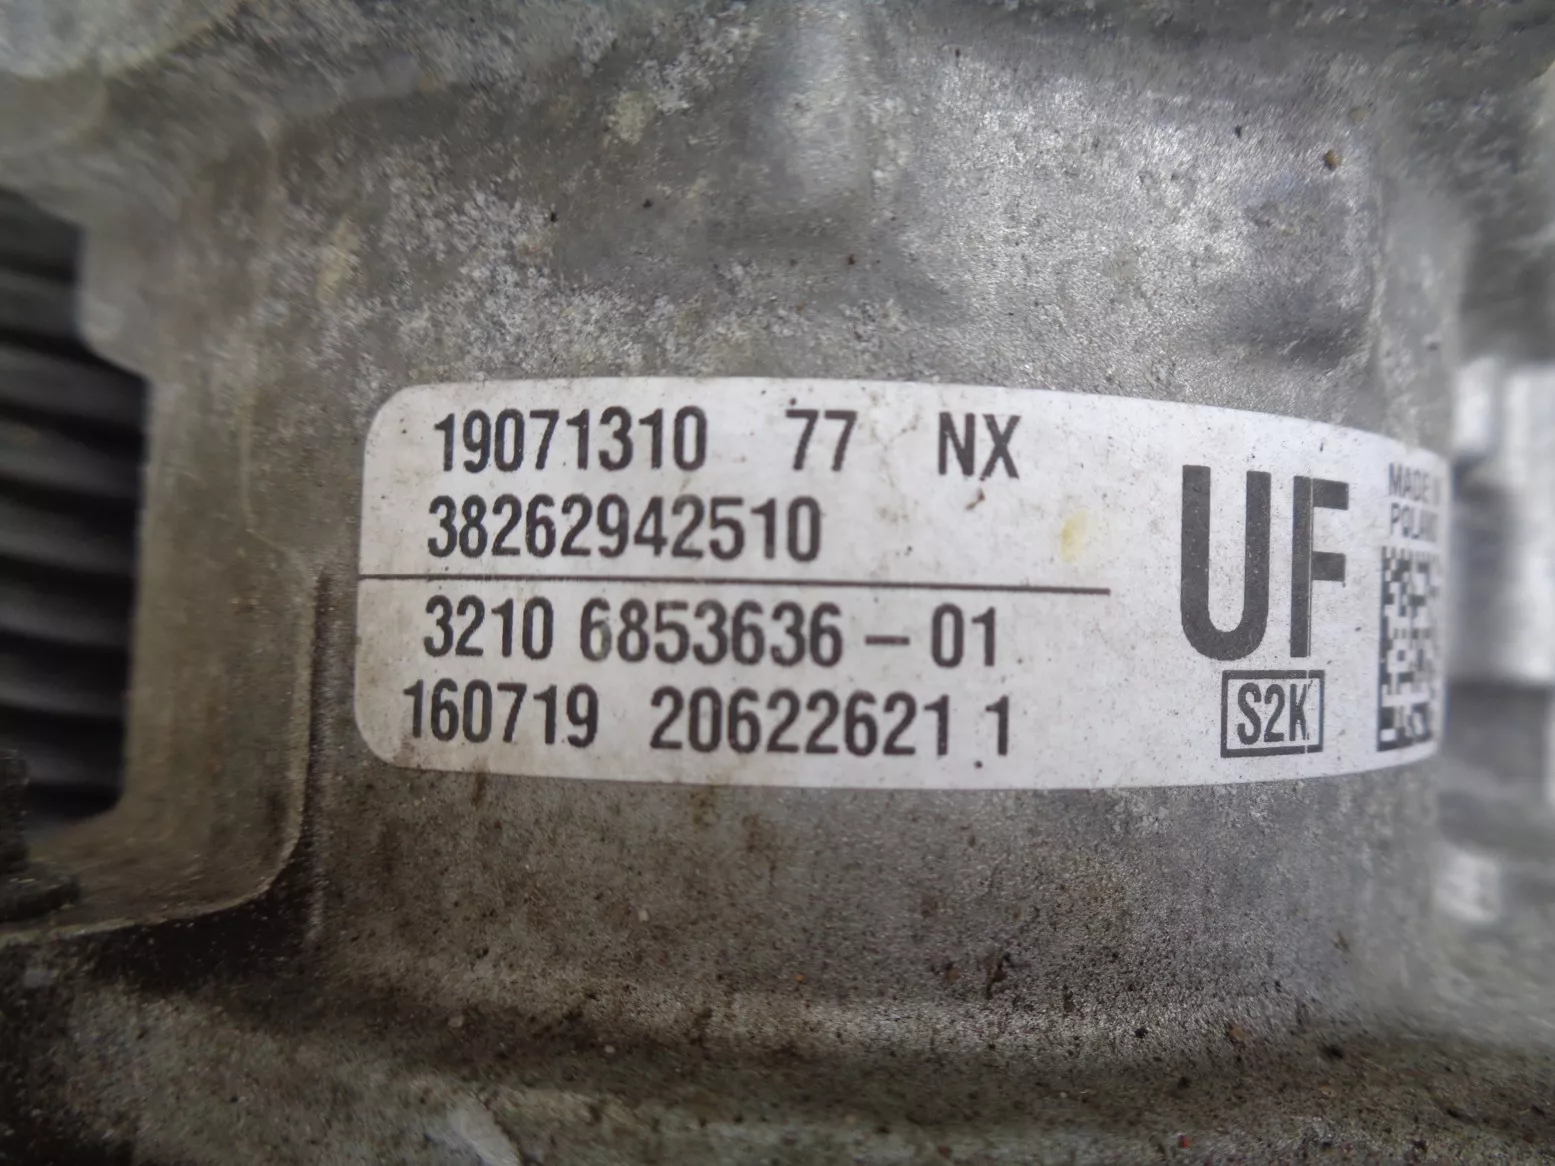 19071310 77 NX
38262942510
3210 6853636 – 01
160719 20622621 1
UF
S2K
MADE IN
POLAND